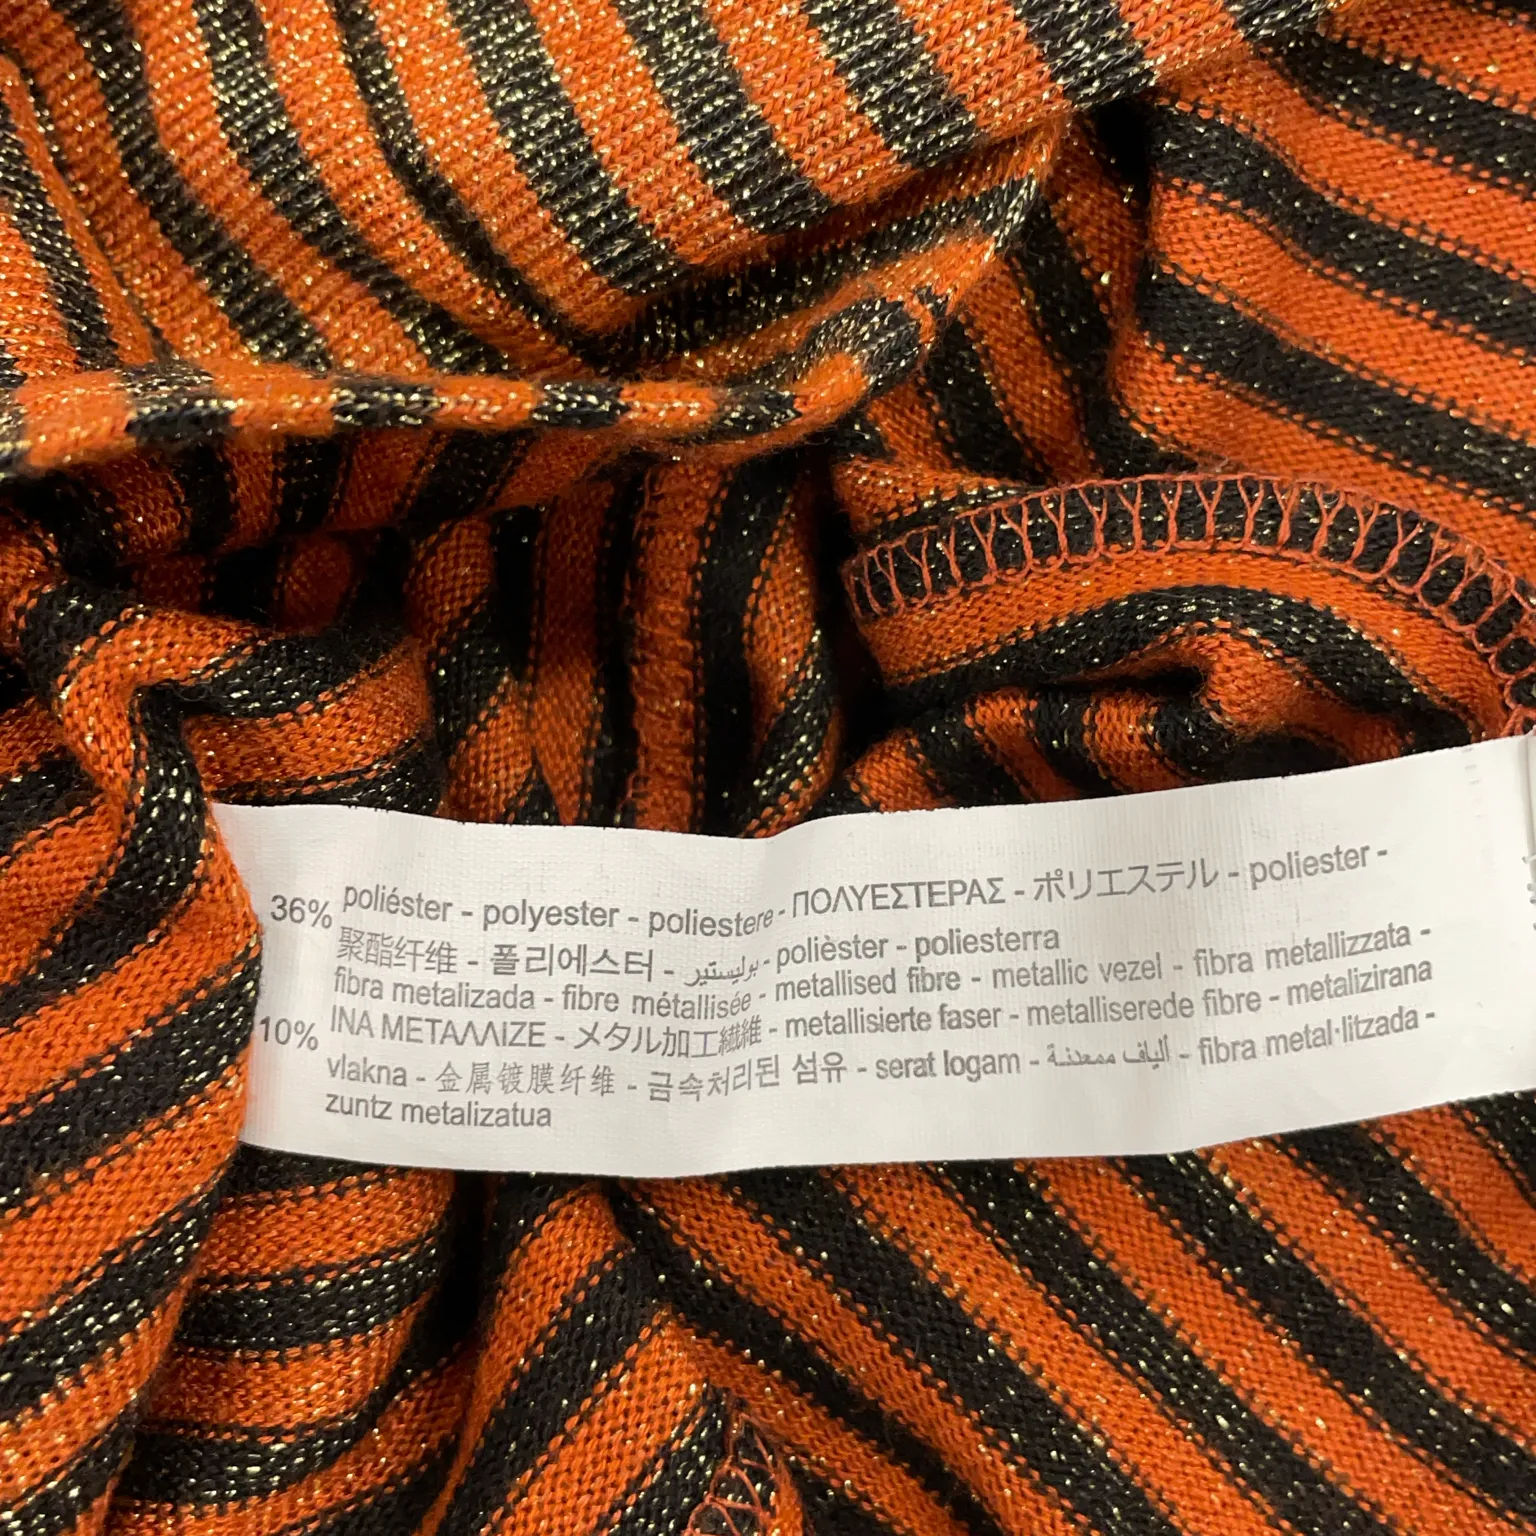 36% poliéster - polyester - poliestere - ΠΟΛΥΕΣΤΕΡΑΣ - ポリエステル - poliester -
聚酯纤维 - 폴리에스터 - بوليستير - polièster - poliesterra
fibra metalizada - fibre métallisée - metallised fibre - metallic vezel - fibra metallizzata -
10% ΙΝΑ ΜΕΤΑΛΛΙΖΕ - メタル加工繊維 - metallisierte faser - metalliserede fibre - metalizirana
vlakna - 金属镀膜纤维 - 금속처리된 섬유 - serat logam - ألياف ممعدنة - fibra metal·litzada -
zuntz metalizatua